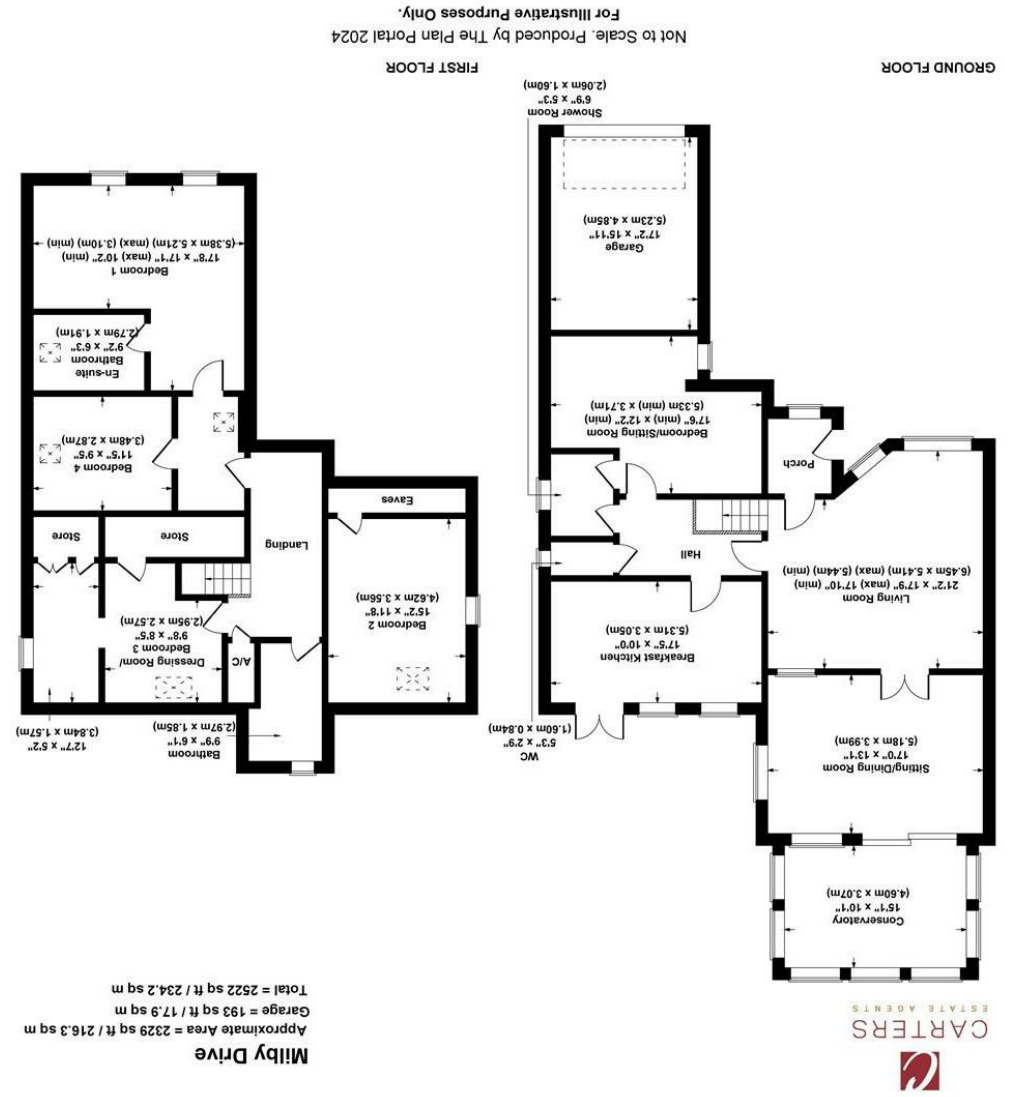 CARTERS
ESTATE AGENTS
Milby Drive
Approximate Area = 2329 sq ft / 216.3 sq m
Garage = 193 sq ft / 17.9 sq m
Total = 2522 sq ft / 234.2 sq m
Conservatory
15'1" x 10'1"
(4.60m x 3.07m)
Sitting/Dining Room
17'0" x 13'1"
(5.18m x 3.99m)
WC
5'3" x 2'9"
(1.60m x 0.84m)
Breakfast Kitchen
17'5" x 10'0"
(5.31m x 3.05m)
Living Room
21'2" x 17'9" (max) 17'10" (min)
(6.45m x 5.41m (max) (5.44m) (min)
Hall
Porch
Bedroom/Sitting Room
17'6" (min) x 12'2" (min)
(5.33m (min) x 3.71m)
Garage
17'2" x 15'11"
(5.23m x 4.85m)
Shower Room
6'9" x 5'3"
(2.06m x 1.60m)
GROUND FLOOR
Bathroom
9'9" x 6'1"
(2.97m x 1.85m)
12'7" x 5'2"
(3.84m x 1.57m)
Bedroom 2
15'2" x 11'8"
(4.62m x 3.56m)
A/C
Dressing Room/
Bedroom 3
9'8" x 8'5"
(2.95m x 2.57m)
Landing
Eaves
Store
Store
Bedroom 4
11'5" x 9'5"
(3.48m x 2.87m)
En-suite
Bathroom
9'2" x 6'3"
(2.79m x 1.91m)
Bedroom 1
17'8" x 17'1" (max) 10'2" (min)
(5.38m x 5.21m) (max) (3.10m) (min)
FIRST FLOOR
Not to Scale. Produced by The Plan Portal 2024
For Illustrative Purposes Only.